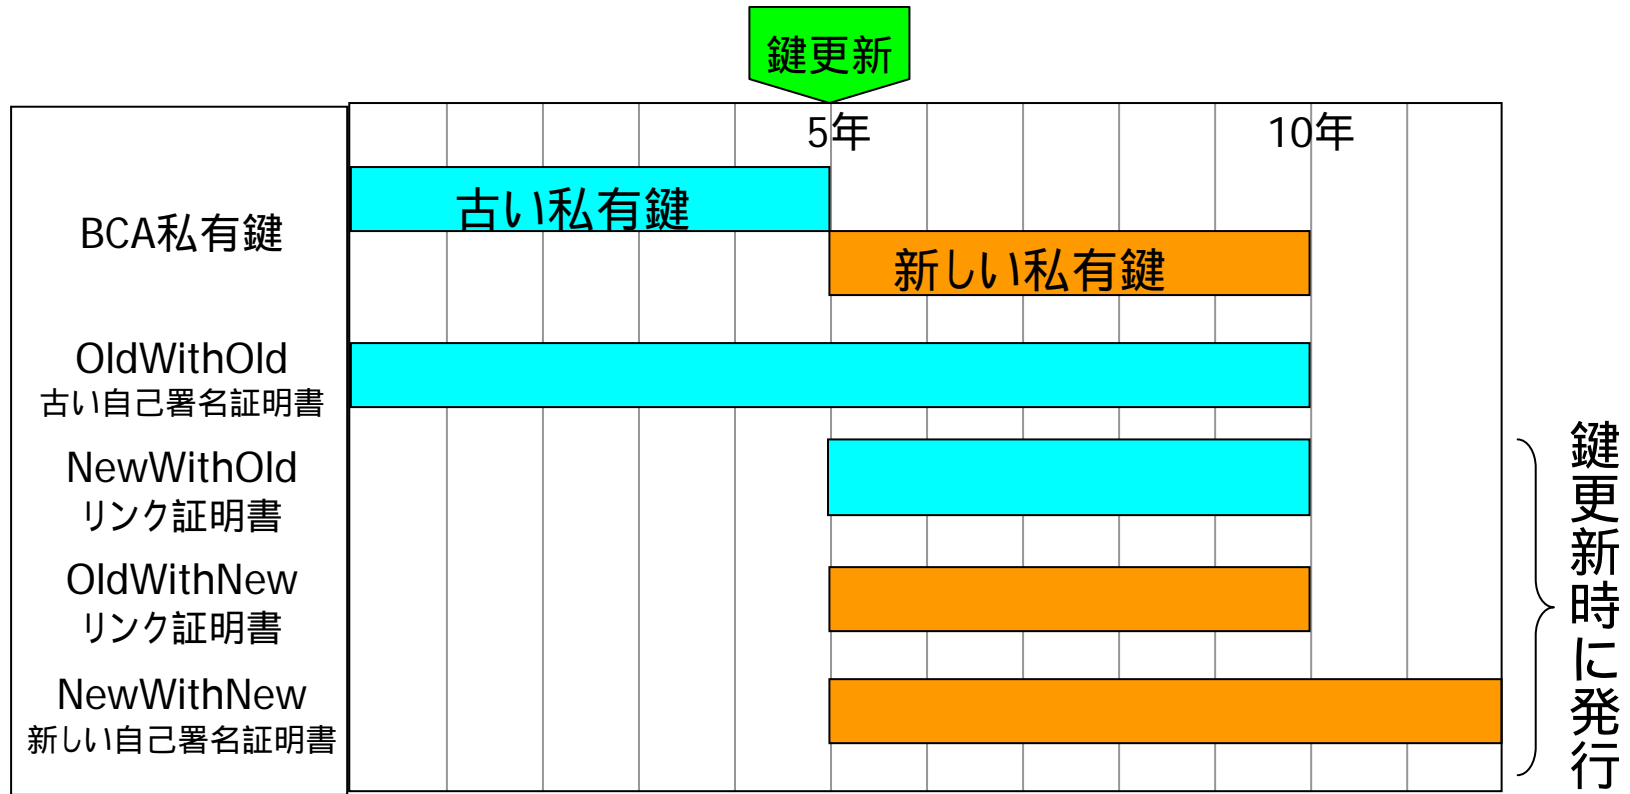 鍵更新
5年
10年
BCA私有鍵
古い私有鍵
新しい私有鍵
OldWithOld
古い自己署名証明書
NewWithOld
リンク証明書
OldWithNew
リンク証明書
NewWithNew
新しい自己署名証明書
鍵更新時に発行